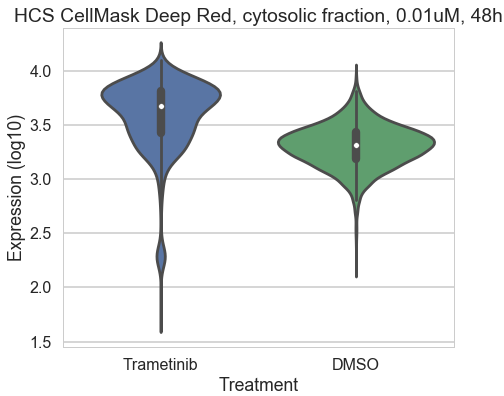 HCS CellMask Deep Red, cytosolic fraction, 0.01uM, 48h
4.0
3.5
3.0
2.5
2.0
1.5
Expression (log10)
Trametinib DMSO
Treatment